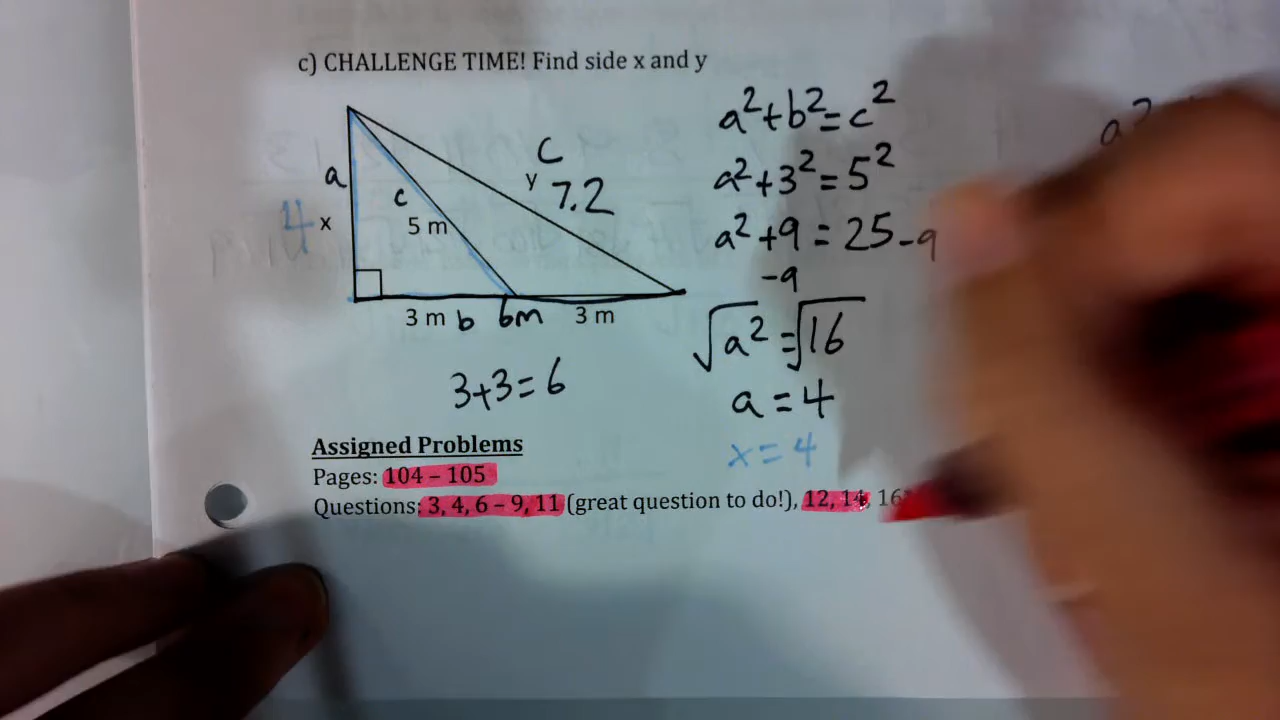 c) CHALLENGE TIME! Find side x and y
a
4 x
c
5 m
C
y
7.2
3 m b 6m 3 m
3+3=6
a²+b²=c²
a²+3²=5²
a²+9=25-9
-9
√a²=√16
a=4
x=4
a²
Assigned Problems
Pages: 104 – 105
Questions: 3, 4, 6 – 9, 11 (great question to do!), 12, 14, 16